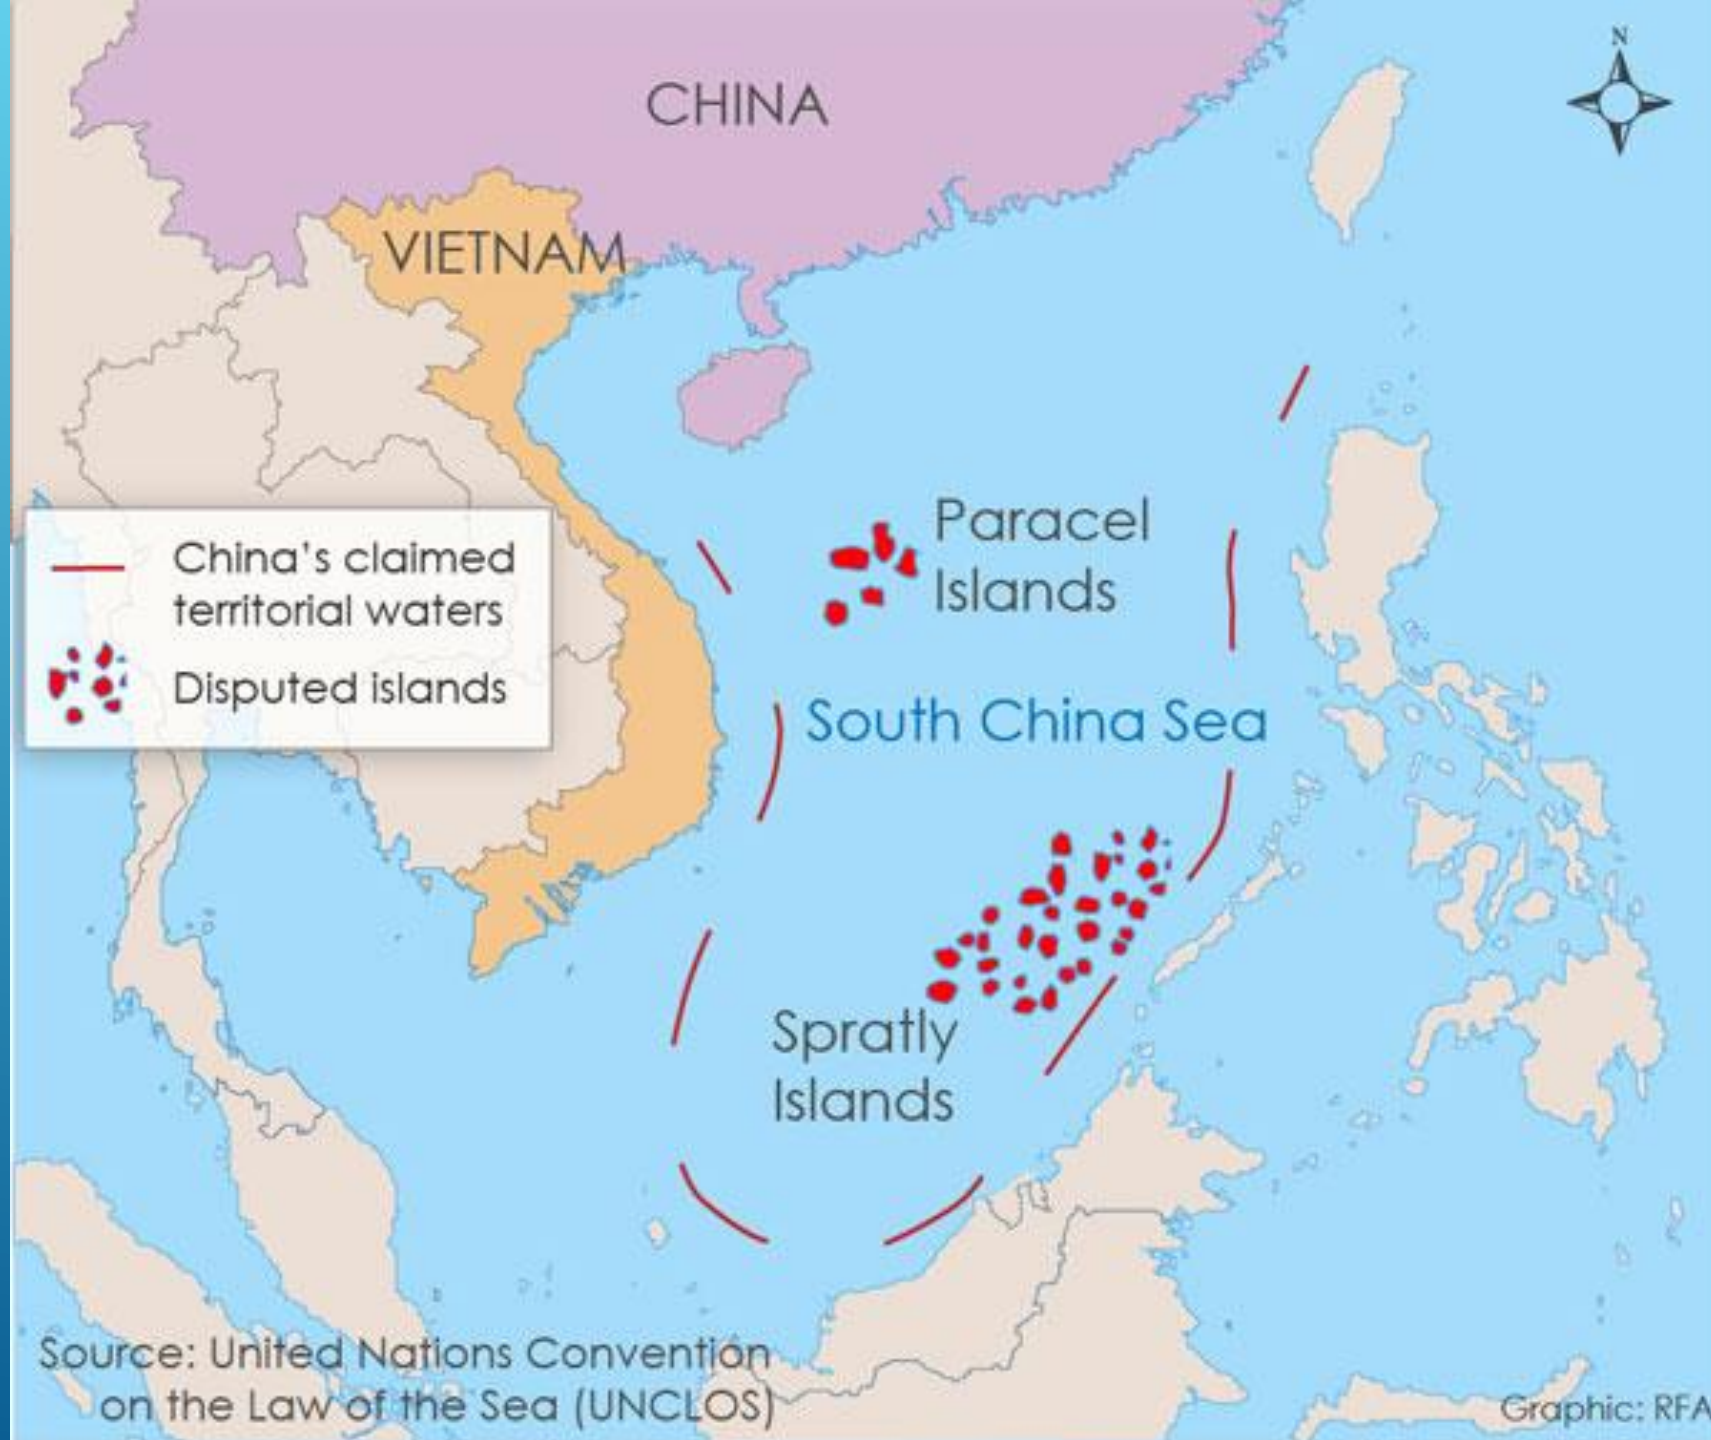 N
CHINA
VIETNAM
Paracel
Islands
China's claimed
territorial waters
Disputed islands
South China Sea
Spratly
Islands
Source: United Nations Convention
on the Law of the Sea (UNCLOS)
Graphic: RFA